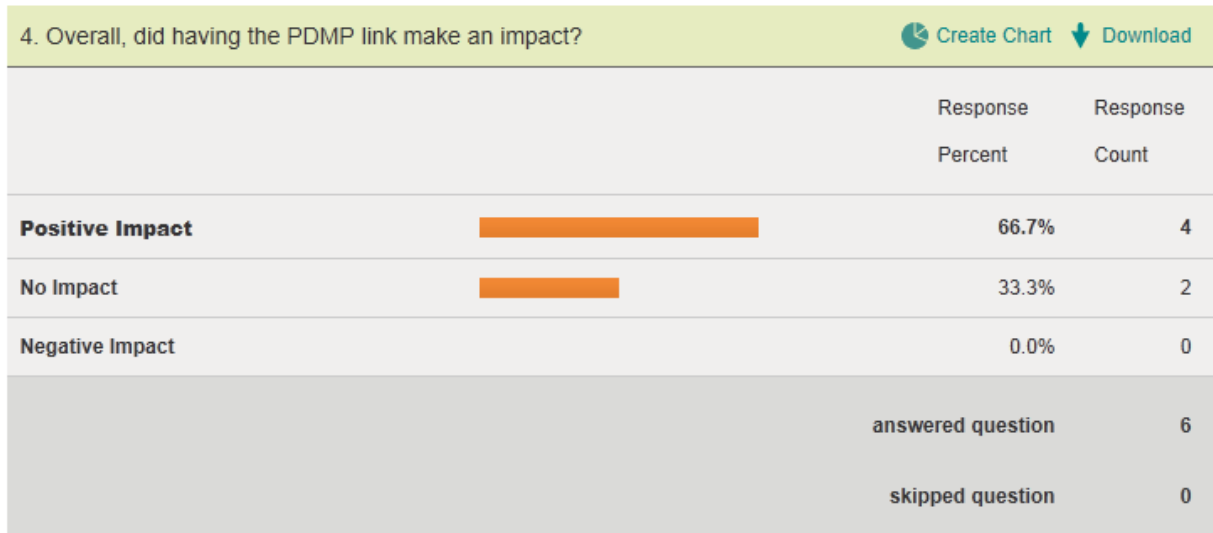 4. Overall, did having the PDMP link make an impact? Create Chart Download
Response Response
Percent Count
Positive Impact 66.7% 4
No Impact 33.3% 2
Negative Impact 0.0% 0
answered question 6
skipped question 0